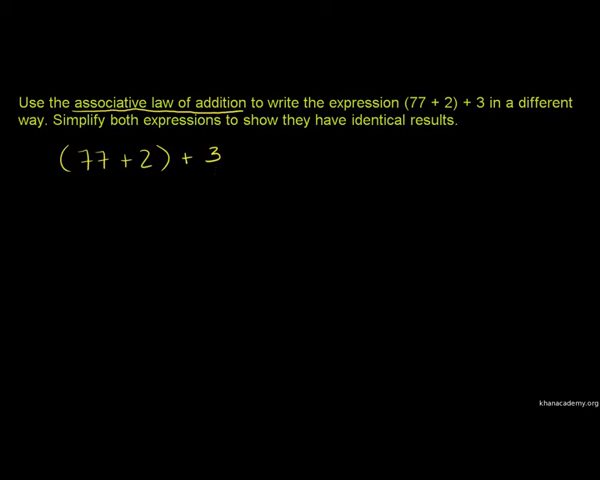 Use the associative law of addition to write the expression (77 + 2) + 3 in a different
way. Simplify both expressions to show they have identical results.
(77 + 2) + 3
khanacademy.org